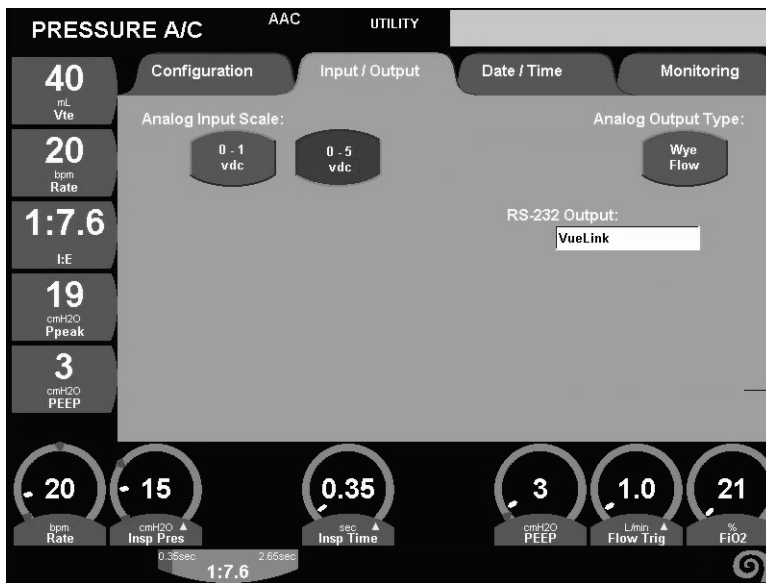 PRESSURE A/C AAC UTILITY
Configuration Input / Output Date / Time Monitoring
40
mL
Vte
20
bpm
Rate
1:7.6
I:E
19
cmH2O
Ppeak
3
cmH2O
PEEP
Analog Input Scale:
0 - 1
vdc
0 - 5
vdc
Analog Output Type:
Wye
Flow
RS-232 Output:
VueLink
20
bpm
Rate
15
cmH2O
Insp Pres
0.35
sec
Insp Time
3
cmH2O
PEEP
1.0
L/min
Flow Trig
21
%
FiO2
0.35sec 2.65sec
1:7.6